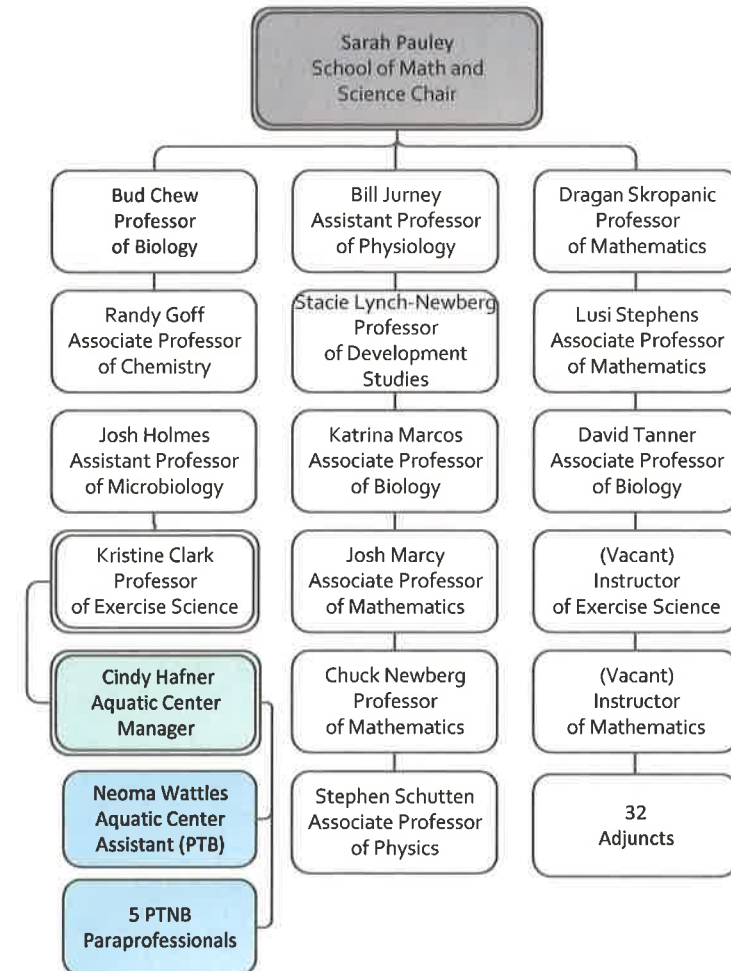 Sarah Pauley
School of Math and
Science Chair
Bud Chew
Professor
of Biology
Randy Goff
Associate Professor
of Chemistry
Josh Holmes
Assistant Professor
of Microbiology
Kristine Clark
Professor
of Exercise Science
Cindy Hafner
Aquatic Center
Manager
Neoma Wattles
Aquatic Center
Assistant (PTB)
5 PTNB
Paraprofessionals
Bill Jurney
Assistant Professor
of Physiology
Stacie Lynch-Newberg
Professor
of Development
Studies
Katrina Marcos
Associate Professor
of Biology
Josh Marcy
Associate Professor
of Mathematics
Chuck Newberg
Professor
of Mathematics
Stephen Schutten
Associate Professor
of Physics
Dragan Skropanic
Professor
of Mathematics
Lusi Stephens
Associate Professor
of Mathematics
David Tanner
Associate Professor
of Biology
(Vacant)
Instructor
of Exercise Science
(Vacant)
Instructor
of Mathematics
32
Adjuncts